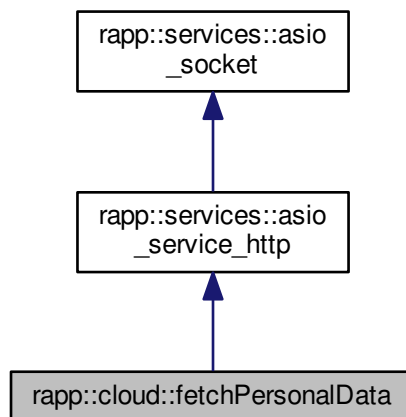 rapp::services::asio
_socket
rapp::services::asio
_service_http
rapp::cloud::fetchPersonalData